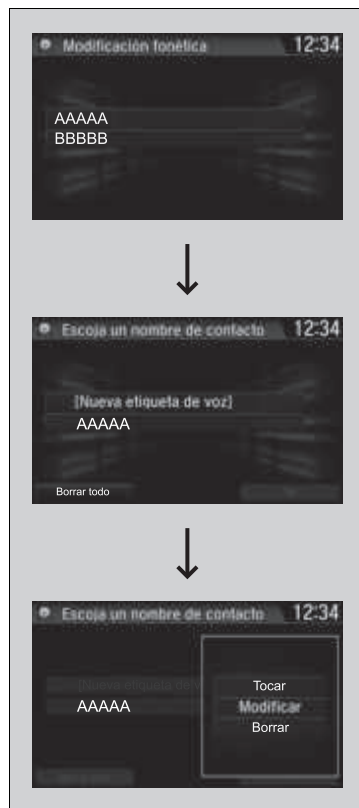 Modificación fonética 12:34
AAAAA
BBBBB
Escoja un nombre de contacto 12:34
[Nueva etiqueta de voz]
AAAAA
Borrar todo
Escoja un nombre de contacto 12:34
AAAAA
Tocar
Modificar
Borrar